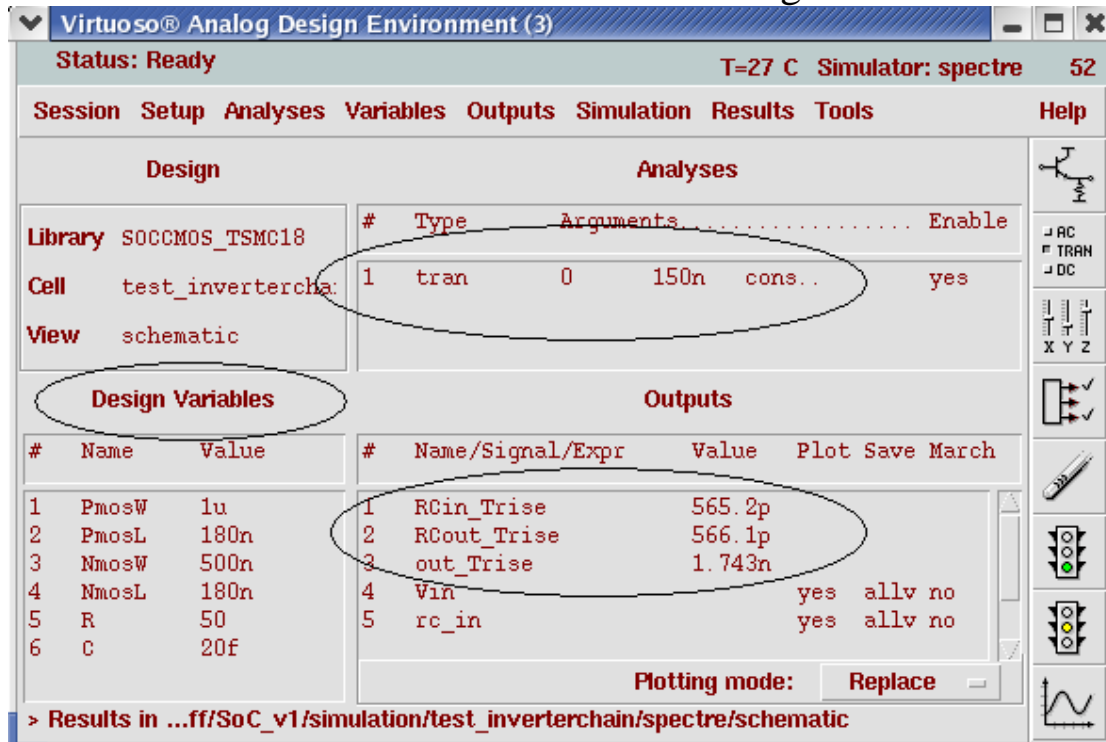 Virtuoso® Analog Design Environment (3)
Status: Ready T=27 C Simulator: spectre 52
Session Setup Analyses Variables Outputs Simulation Results Tools Help
Design
Library SOCCMOS_TSMC18
Cell test_invertercha:
View schematic
Analyses
# Type Arguments................... Enable
1 tran 0 150n cons.. yes
Design Variables
# Name Value
1 PmosW 1u
2 PmosL 180n
3 NmosW 500n
4 NmosL 180n
5 R 50
6 C 20f
Outputs
# Name/Signal/Expr Value Plot Save March
1 RCin_Trise 565.2p
2 RCout_Trise 566.1p
3 out_Trise 1.743n
4 Vin yes allv no
5 rc_in yes allv no
Plotting mode: Replace
> Results in ...ff/SoC_v1/simulation/test_inverterchain/spectre/schematic
AC
TRAN
DC
X Y Z